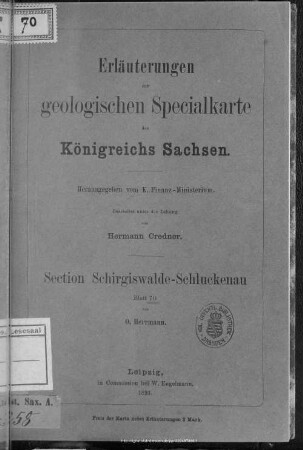 70
Erläuterungen
zur
geologischen Specialkarte
des
Königreichs Sachsen.
Herausgegeben vom K. Finanz-Ministerium.
Bearbeitet unter der Leitung
von
Hermann Credner.
Section Schirgiswalde-Schluckenau
Blatt 70
von
O. Herrmann.
Leipzig,
in Commission bei W. Engelmann.
Preis der Karte nebst Erläuterungen 3 Mark.
Lesesaal
Sax. A.